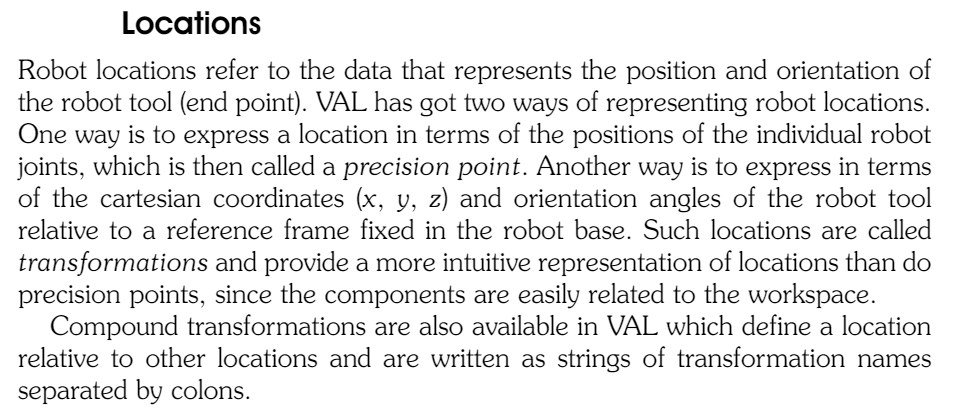 Locations
Robot locations refer to the data that represents the position and orientation of
the robot tool (end point). VAL has got two ways of representing robot locations.
One way is to express a location in terms of the positions of the individual robot
joints, which is then called a precision point. Another way is to express in terms
of the cartesian coordinates (x, y, z) and orientation angles of the robot tool
relative to a reference frame fixed in the robot base. Such locations are called
transformations and provide a more intuitive representation of locations than do
precision points, since the components are easily related to the workspace.
Compound transformations are also available in VAL which define a location
relative to other locations and are written as strings of transformation names
separated by colons.